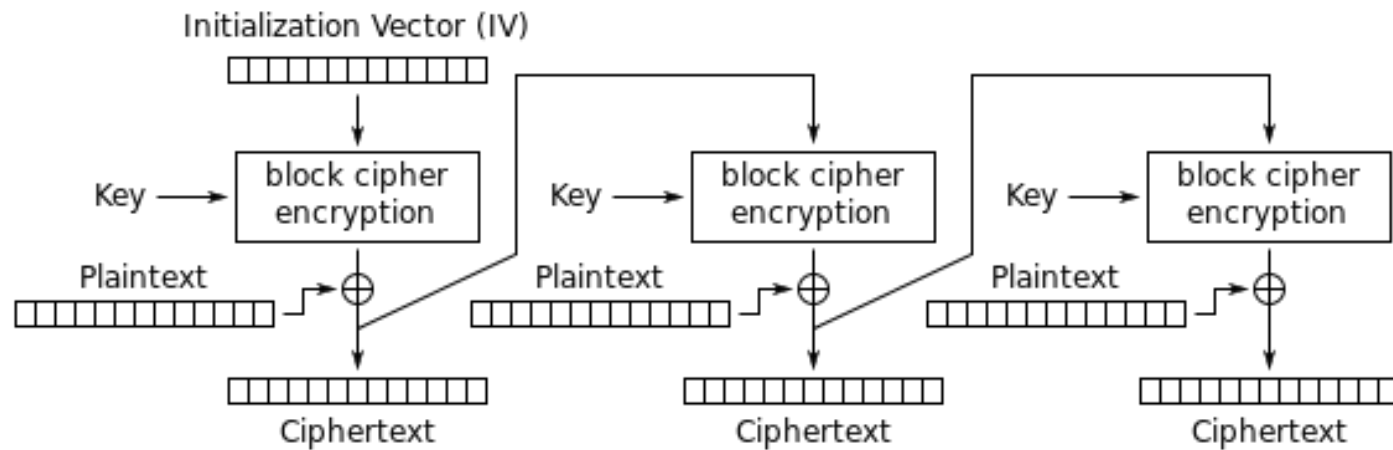 Initialization Vector (IV)
Key
block cipher
encryption
Plaintext
Ciphertext
Key
block cipher
encryption
Plaintext
Ciphertext
Key
block cipher
encryption
Plaintext
Ciphertext